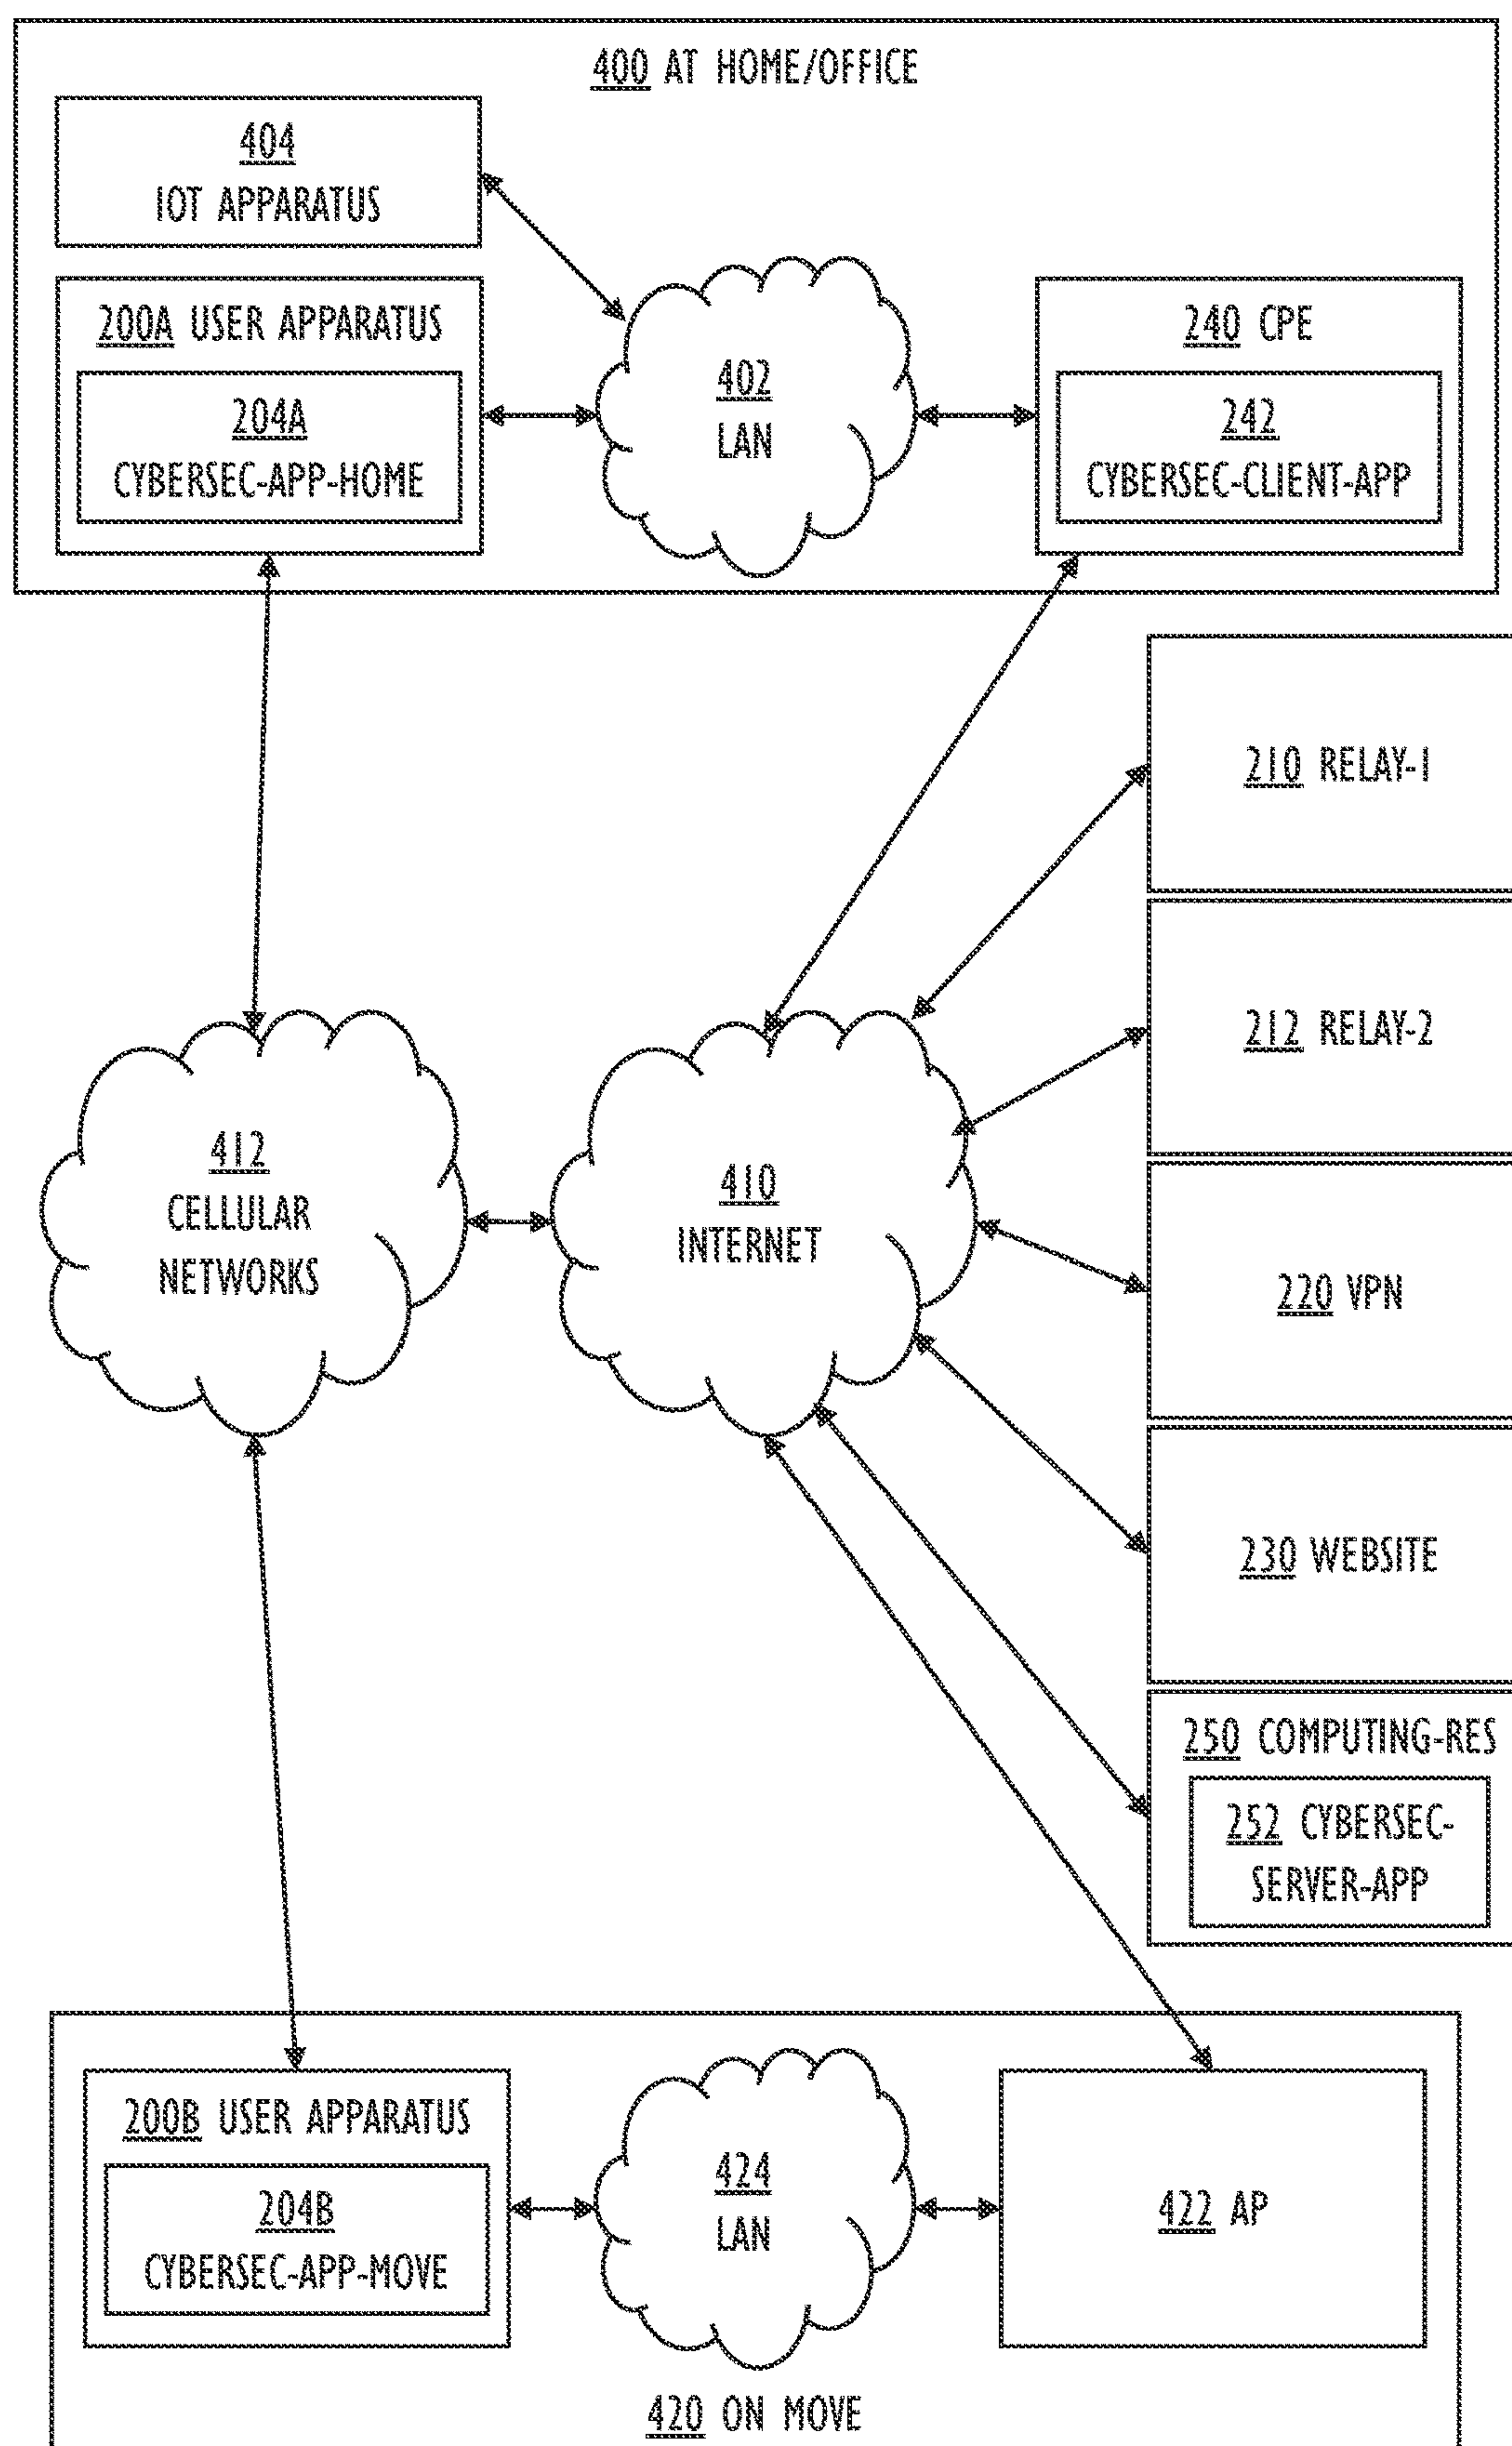 400 AT HOME/OFFICE
404
IOT APPARATUS
200A USER APPARATUS
204A
CYBERSEC-APP-HOME
402
LAN
240 CPE
242
CYBERSEC-CLIENT-APP
210 RELAY-1
212 RELAY-2
412
CELLULAR
NETWORKS
410
INTERNET
220 VPN
230 WEBSITE
250 COMPUTING-RES
252 CYBERSEC-
SERVER-APP
200B USER APPARATUS
204B
CYBERSEC-APP-MOVE
424
LAN
422 AP
420 ON MOVE